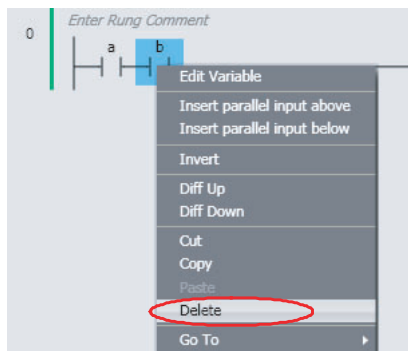 Enter Rung Comment
0
a b
Edit Variable
Insert parallel input above
Insert parallel input below
Invert
Diff Up
Diff Down
Cut
Copy
Paste
Delete
Go To